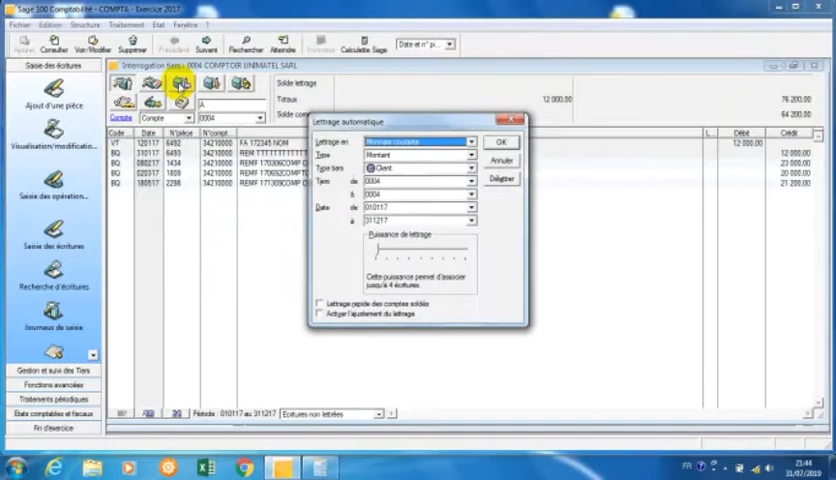 Sage 100 Comptabilité - COMPTA - Exercice 2017
Fichier Edition Structure Traitement Etat Fenêtre ?
Ajouter Consulter Voir/Modifier Supprimer Précédent Suivant Rechercher Atteindre Calculette Sage Date et n° pi...
Saisie des écritures
Interrogation tiers : 0004 COMPTOIR UNIMATEL SARL
Ajout d'une pièce
Visualisation/modificatio...
Saisie des opération...
Saisie des écritures
Recherche d'écritures
Journaux de saisie
Gestion et suivi des Tiers
Fonctions avancées
Traitements périodiques
Etats comptables et fiscaux
Fin d'exercice
Solde lettrage
A Totaux 12 000.00 76 200.00
Compte Compte 0004 64 200.00
Code... Date N°pièce N°compt... L... Débit Crédit
VT 120117 6492 34210000 FA 172345 NOM 12 000.00
BQ 310117 6493 34210000 12 000.00
BQ 080217 1434 34210000 23 000.00
BQ 020317 1806 34210000 20 000.00
BQ 180517 2298 34210000 21 200.00
Lettrage automatique
Lettrage en Monnaie courante OK
Type Montant
Annuler
Type tiers Client
Tiers de 0004 Délettrer
à 0004
Date de 010117
à 311217
Puissance de lettrage
Cette puissance permet d'associer
jusqu'à 4 écritures.
Lettrage rapide des comptes soldés
Activer l'ajustement du lettrage
Période : 010117 au 311217 Ecritures non lettrées
FR 21:44
31/07/2019